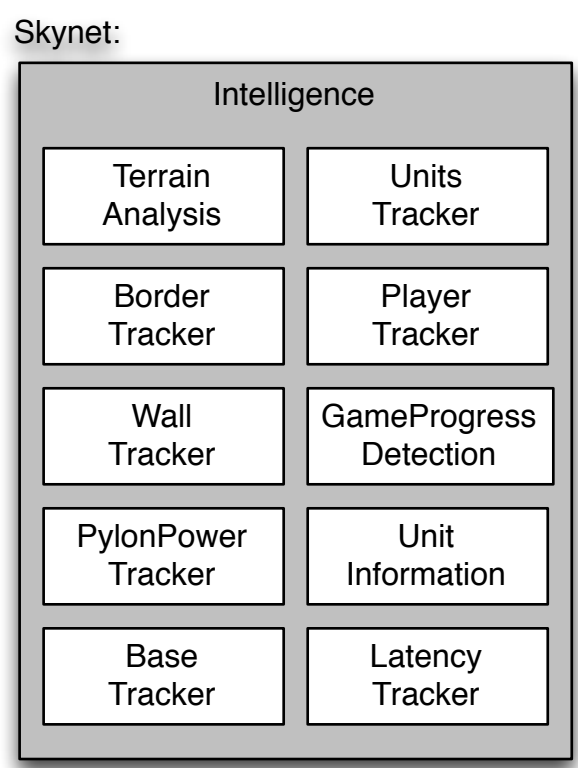 Skynet:
Intelligence
Terrain
Analysis
Units
Tracker
Border
Tracker
Player
Tracker
Wall
Tracker
GameProgress
Detection
PylonPower
Tracker
Unit
Information
Base
Tracker
Latency
Tracker